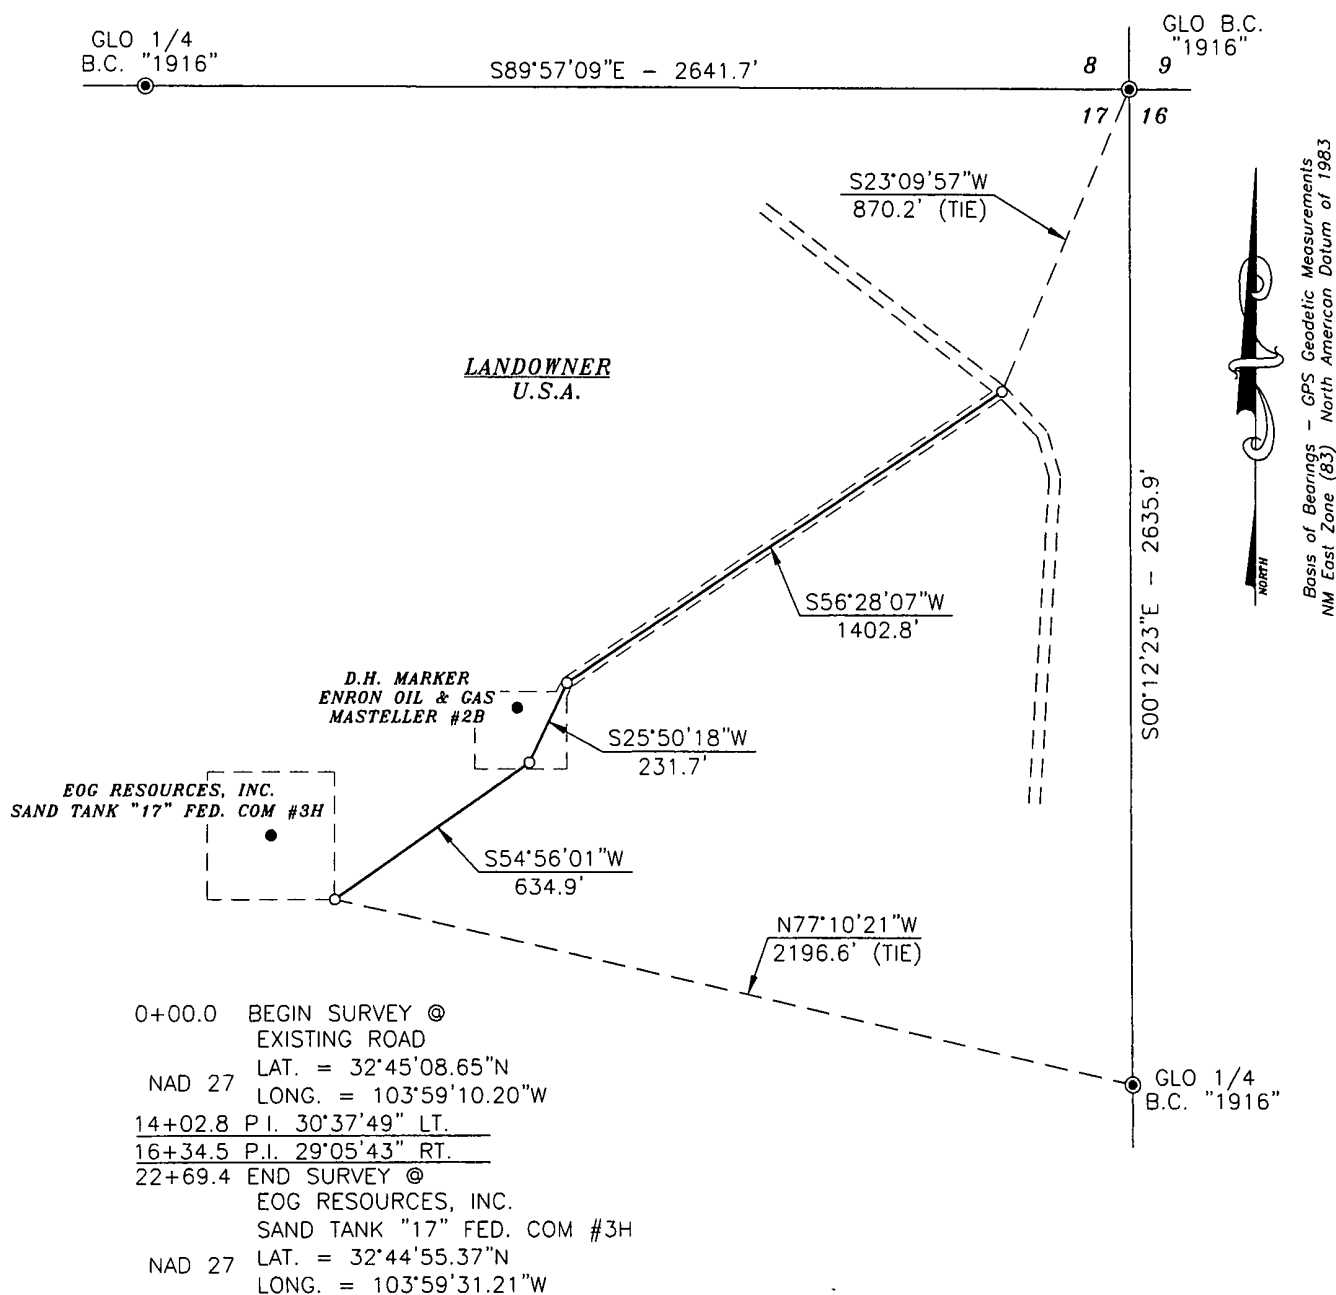 GLO 1/4
B.C. "1916"
S89°57'09"E - 2641.7'
GLO B.C.
"1916"
8 9
17 16
S23°09'57"W
870.2' (TIE)
LANDOWNER
U.S.A.
Basis of Bearings - GPS Geodetic Measurements
NM East Zone (83) North American Datum of 1983
NORTH
S00°12'23"E - 2635.9'
S56°28'07"W
1402.8'
D.H. MARKER
ENRON OIL & GAS
MASTELLER #2B
S25°50'18"W
231.7'
EOG RESOURCES, INC.
SAND TANK "17" FED. COM #3H
S54°56'01"W
634.9'
N77°10'21"W
2196.6' (TIE)
GLO 1/4
B.C. "1916"
0+00.0 BEGIN SURVEY @
EXISTING ROAD
LAT. = 32°45'08.65"N
NAD 27
LONG. = 103°59'10.20"W
14+02.8 P.I. 30°37'49" LT.
16+34.5 P.I. 29°05'43" RT.
22+69.4 END SURVEY @
EOG RESOURCES, INC.
SAND TANK "17" FED. COM #3H
LAT. = 32°44'55.37"N
NAD 27
LONG. = 103°59'31.21"W